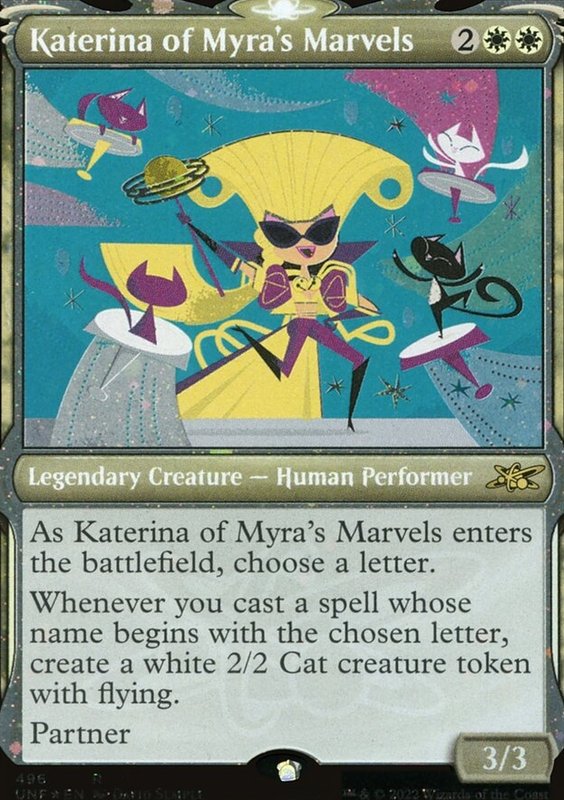 Katerina of Myra's Marvels 2
Legendary Creature — Human Performer
As Katerina of Myra's Marvels enters
the battlefield, choose a letter.
Whenever you cast a spell whose
name begins with the chosen letter,
create a white 2/2 Cat creature token
with flying.
Partner
3/3
496 R
UNF EN
™ & © 2022 Wizards of the Coast